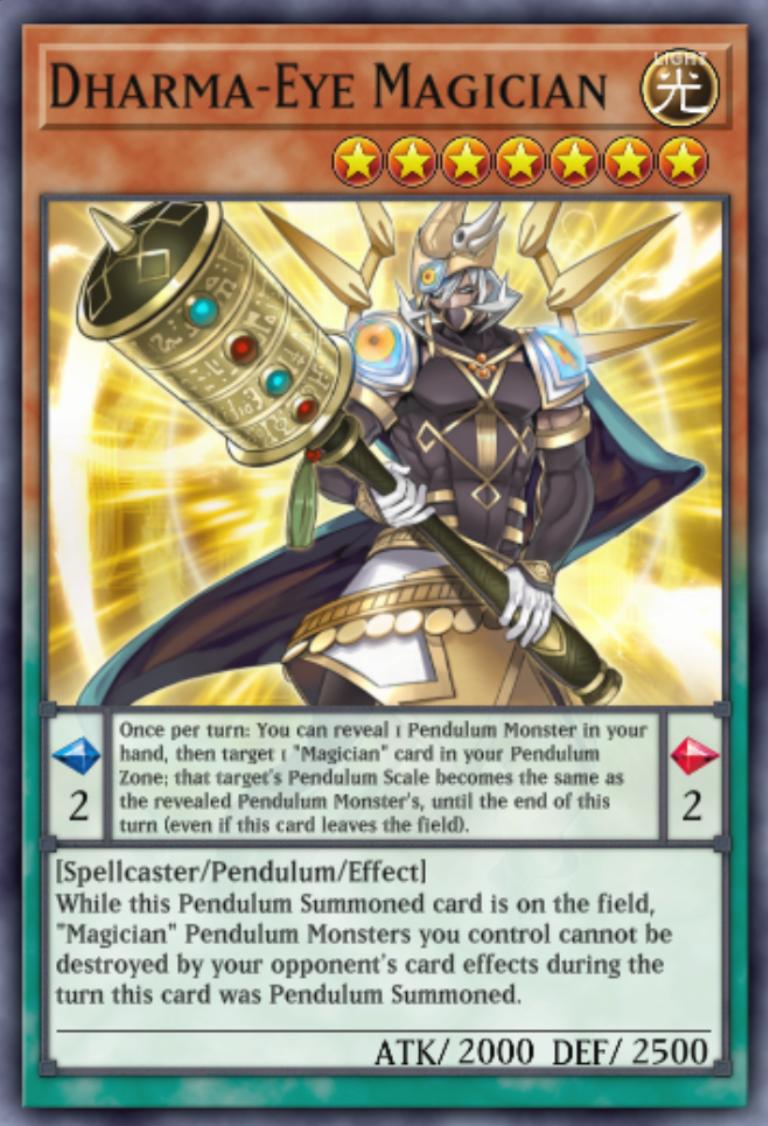 Dharma-Eye Magician
LIGHT
光
Once per turn: You can reveal 1 Pendulum Monster in your
hand, then target 1 "Magician" card in your Pendulum
Zone; that target's Pendulum Scale becomes the same as
the revealed Pendulum Monster's, until the end of this
turn (even if this card leaves the field).
2
2
[Spellcaster/Pendulum/Effect]
While this Pendulum Summoned card is on the field,
"Magician" Pendulum Monsters you control cannot be
destroyed by your opponent's card effects during the
turn this card was Pendulum Summoned.
ATK/ 2000 DEF/ 2500